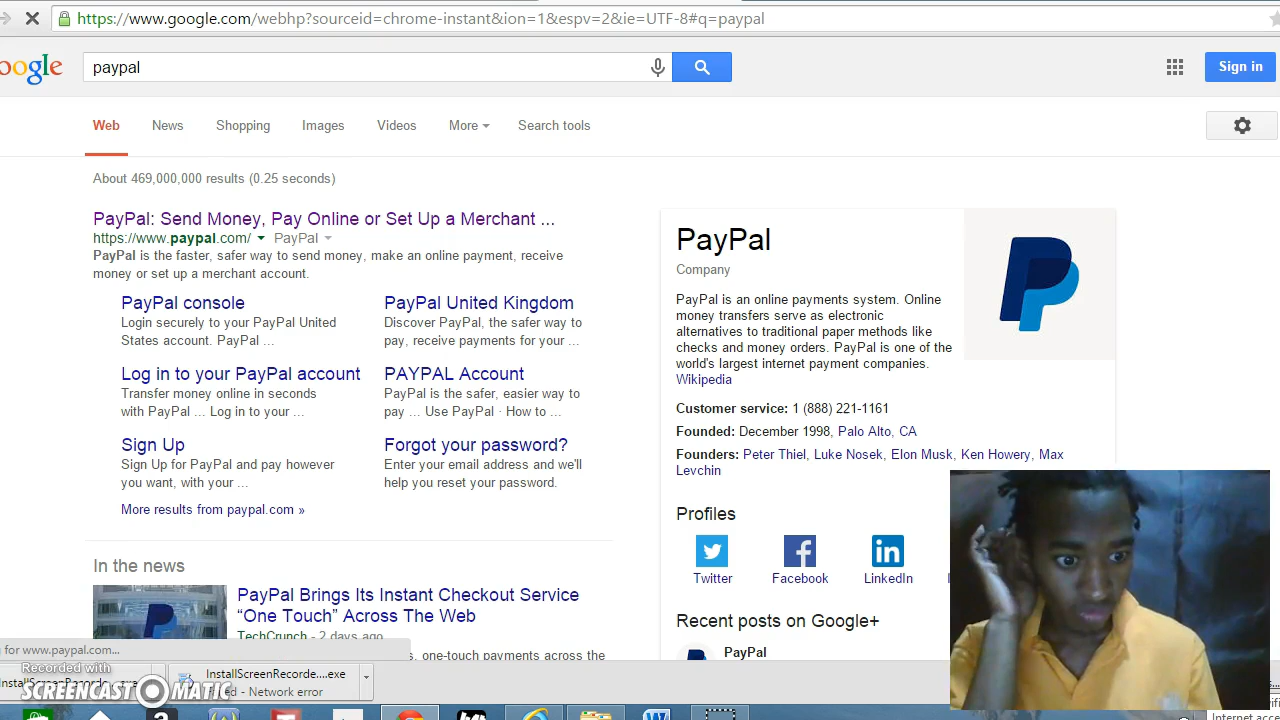 https://www.google.com/webhp?sourceid=chrome-instant&ion=1&espv=2&ie=UTF-8#q=paypal
oogle
paypal
Sign in
Web News Shopping Images Videos More Search tools
About 469,000,000 results (0.25 seconds)
PayPal: Send Money, Pay Online or Set Up a Merchant ...
https://www.paypal.com/ PayPal
PayPal is the faster, safer way to send money, make an online payment, receive
money or set up a merchant account.
PayPal console
Login securely to your PayPal United
States account. PayPal ...
PayPal United Kingdom
Discover PayPal, the safer way to
pay, receive payments for your ...
Log in to your PayPal account
Transfer money online in seconds
with PayPal ... Log in to your ...
PAYPAL Account
PayPal is the safer, easier way to
pay ... Use PayPal · How to ...
Sign Up
Sign Up for PayPal and pay however
you want, with your ...
Forgot your password?
Enter your email address and we'll
help you reset your password.
More results from paypal.com »
In the news
PayPal Brings Its Instant Checkout Service
“One Touch” Across The Web
TechCrunch - 2 days ago
one-touch payments across the
PayPal
Company
PayPal is an online payments system. Online
money transfers serve as electronic
alternatives to traditional paper methods like
checks and money orders. PayPal is one of the
world's largest internet payment companies.
Wikipedia
Customer service: 1 (888) 221-1161
Founded: December 1998, Palo Alto, CA
Founders: Peter Thiel, Luke Nosek, Elon Musk, Ken Howery, Max
Levchin
Profiles
Twitter Facebook LinkedIn
Recent posts on Google+
PayPal
for www.paypal.com...
Recorded with
SCREENCAST MATIC
InstallScreenRecorde....exe
- Network error
Internet acc